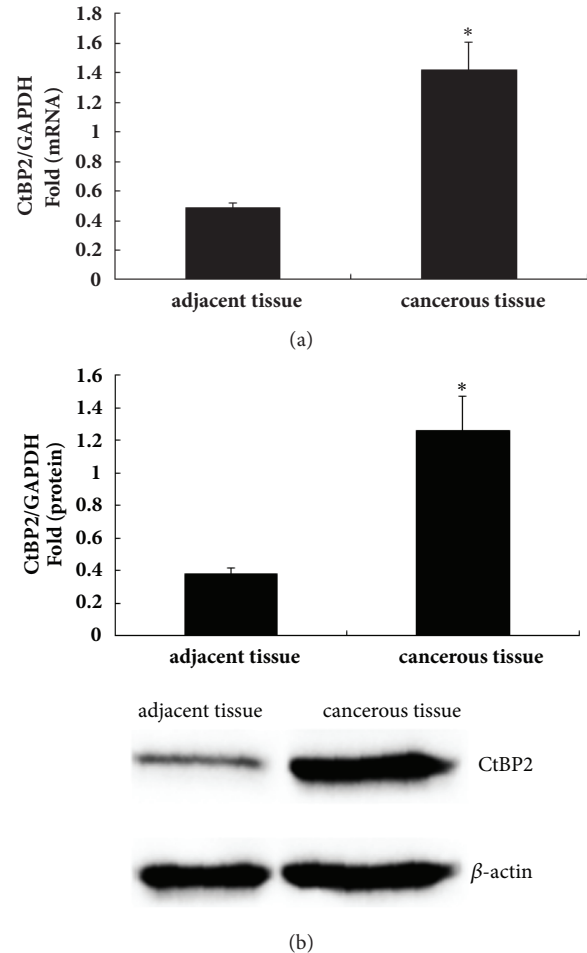 CtBP2/GAPDH
Fold (mRNA)
1.8
1.6
1.4
1.2
1
0.8
0.6
0.4
0.2
0
*
adjacent tissue cancerous tissue
(a)
CtBP2/GAPDH
Fold (protein)
1.6
1.4
1.2
1
0.8
0.6
0.4
0.2
0
*
adjacent tissue cancerous tissue
adjacent tissue cancerous tissue
CtBP2
β-actin
(b)